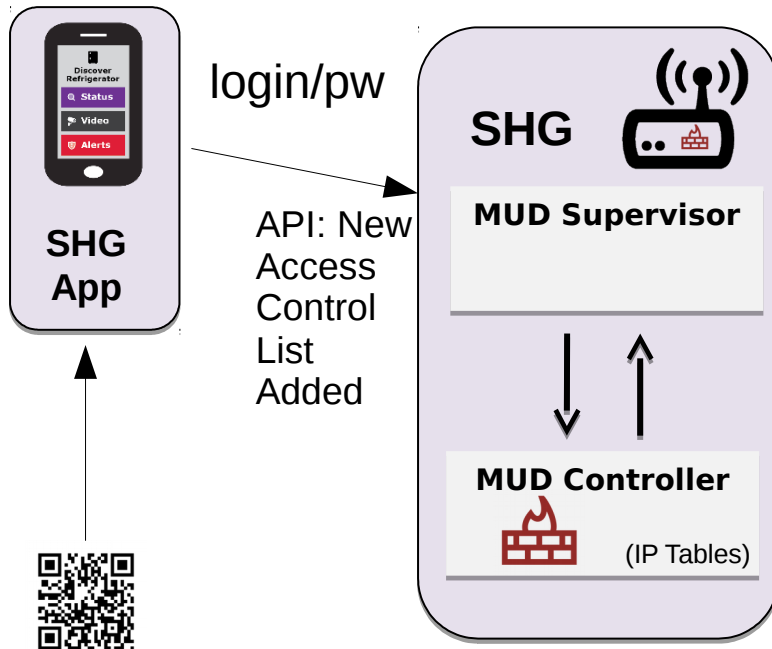 Discover
Refrigerator
Status
Video
Alerts
SHG
App
login/pw
API: New
Access
Control
List
Added
SHG
MUD Supervisor
MUD Controller
(IP Tables)